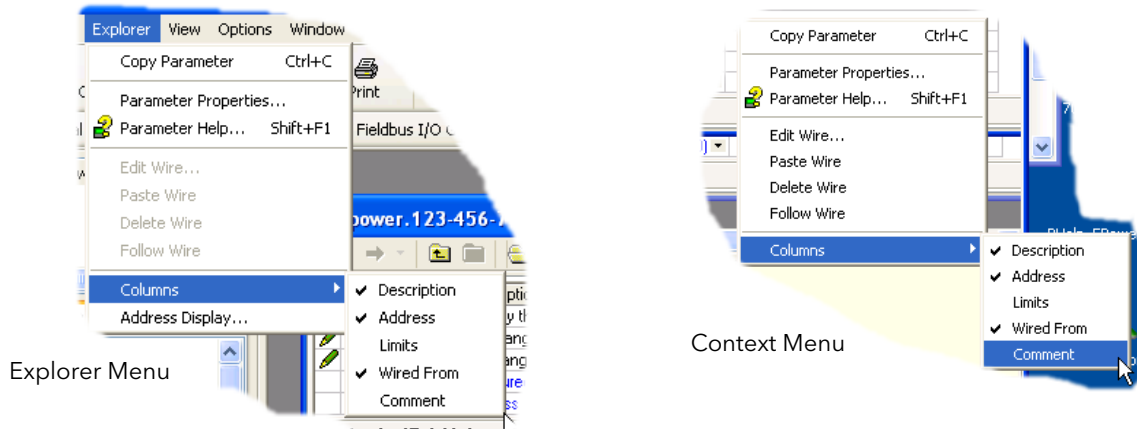 Explorer View Options Window
Copy Parameter Ctrl+C
Parameter Properties...
Parameter Help... Shift+F1
Edit Wire...
Paste Wire
Delete Wire
Follow Wire
Columns
Address Display...
Description
Address
Limits
Wired From
Comment
Print
Fieldbus I/O
power.123-456-
Explorer Menu
Copy Parameter Ctrl+C
Parameter Properties...
Parameter Help... Shift+F1
Edit Wire...
Paste Wire
Delete Wire
Follow Wire
Columns
Description
Address
Limits
Wired From
Comment
Context Menu